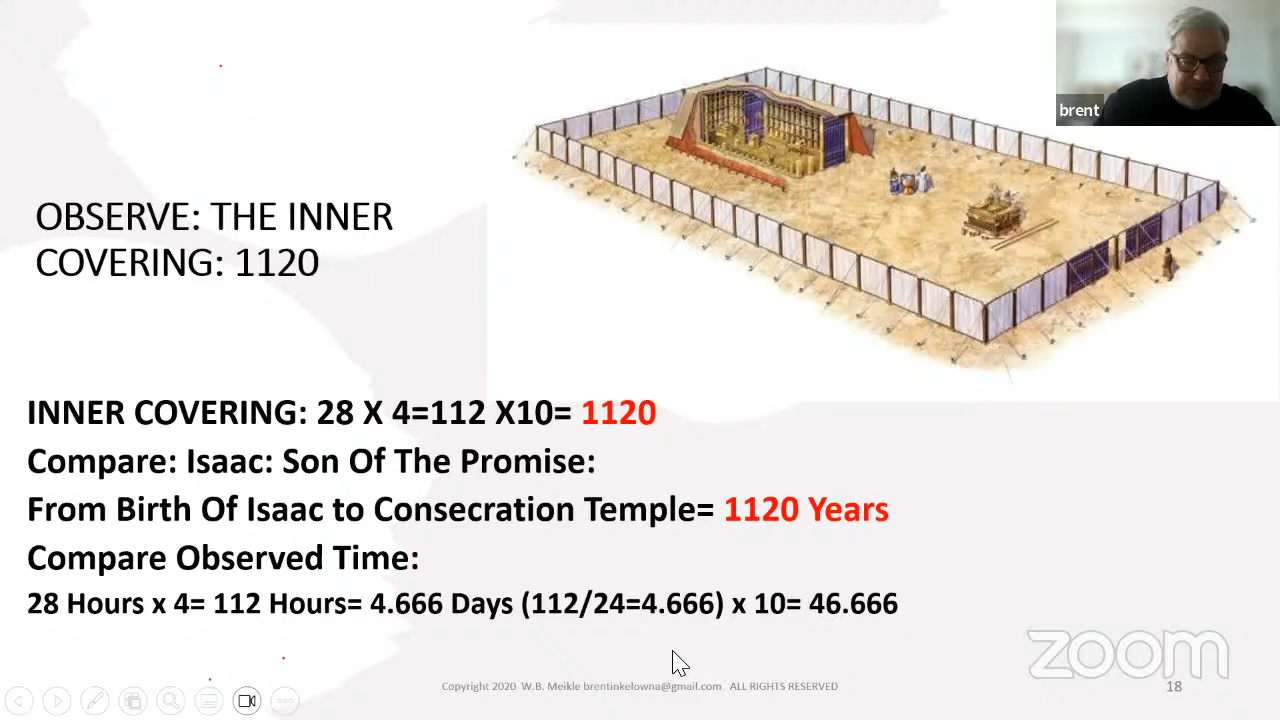 brent
OBSERVE: THE INNER
COVERING: 1120
INNER COVERING: 28 X 4=112 X10= 1120
Compare: Isaac: Son Of The Promise:
From Birth Of Isaac to Consecration Temple= 1120 Years
Compare Observed Time:
28 Hours x 4= 112 Hours= 4.666 Days (112/24=4.666) x 10= 46.666
zoom
Copyright 2020 W.B. Meikle brentinkelowna@gmail.com ALL RIGHTS RESERVED
18